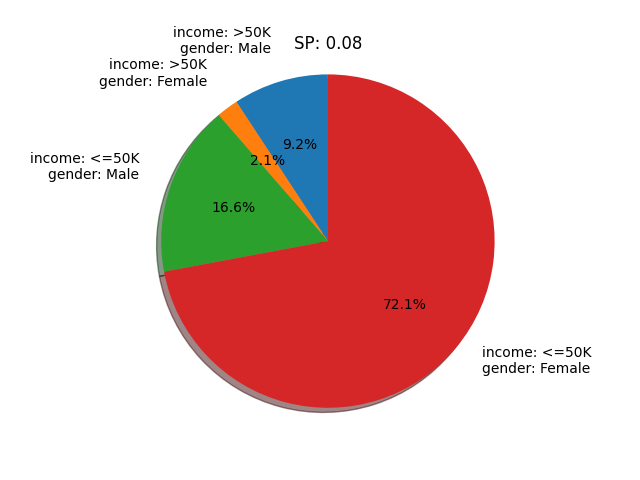 income: >50K
gender: Male
SP: 0.08
income: >50K
gender: Female
9.2%
2.1%
income: <=50K
gender: Male
16.6%
72.1%
income: <=50K
gender: Female